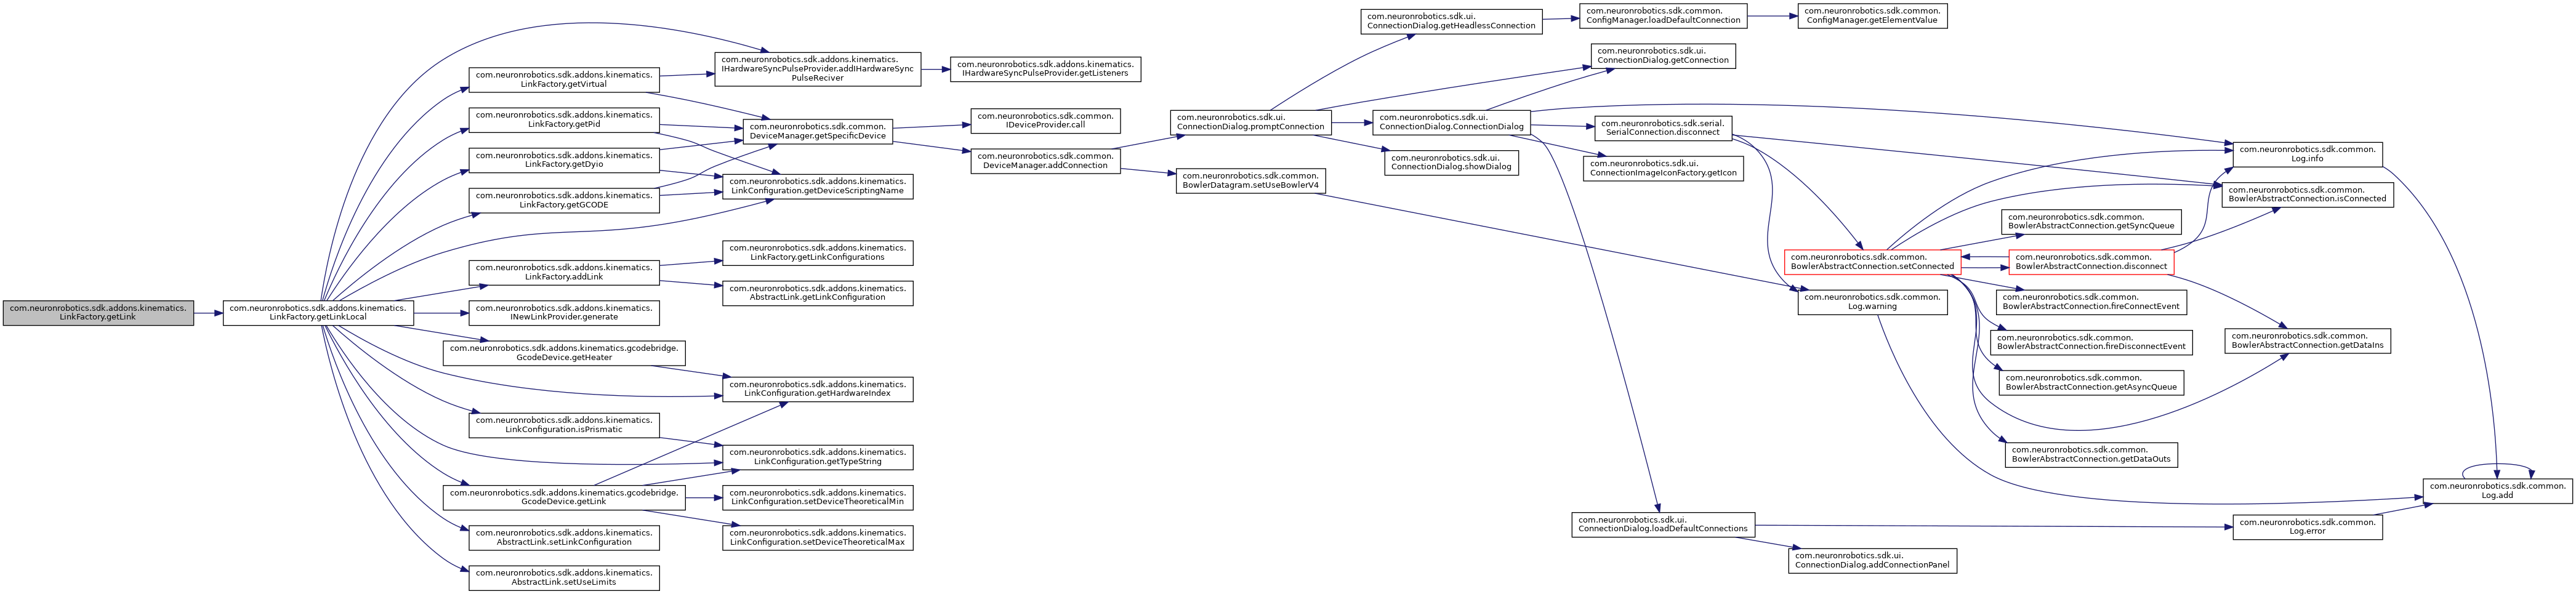 com.neuronrobotics.sdk.addons.kinematics.
LinkFactory.getLink
com.neuronrobotics.sdk.addons.kinematics.
LinkFactory.getLinkLocal
com.neuronrobotics.sdk.addons.kinematics.
LinkFactory.getVirtual
com.neuronrobotics.sdk.addons.kinematics.
LinkFactory.getPid
com.neuronrobotics.sdk.addons.kinematics.
LinkFactory.getDyio
com.neuronrobotics.sdk.addons.kinematics.
LinkFactory.getGCODE
com.neuronrobotics.sdk.addons.kinematics.
LinkFactory.addLink
com.neuronrobotics.sdk.addons.kinematics.
INewLinkProvider.generate
com.neuronrobotics.sdk.addons.kinematics.gcodebridge.
GcodeDevice.getHeater
com.neuronrobotics.sdk.addons.kinematics.
LinkConfiguration.isPrismatic
com.neuronrobotics.sdk.addons.kinematics.gcodebridge.
GcodeDevice.getLink
com.neuronrobotics.sdk.addons.kinematics.
AbstractLink.setLinkConfiguration
com.neuronrobotics.sdk.addons.kinematics.
AbstractLink.setUseLimits
com.neuronrobotics.sdk.addons.kinematics.
IHardwareSyncPulseProvider.addIHardwareSync
PulseReciver
com.neuronrobotics.sdk.common.
DeviceManager.getSpecificDevice
com.neuronrobotics.sdk.addons.kinematics.
LinkConfiguration.getDeviceScriptingName
com.neuronrobotics.sdk.addons.kinematics.
LinkFactory.getLinkConfigurations
com.neuronrobotics.sdk.addons.kinematics.
AbstractLink.getLinkConfiguration
com.neuronrobotics.sdk.addons.kinematics.
LinkConfiguration.getHardwareIndex
com.neuronrobotics.sdk.addons.kinematics.
LinkConfiguration.getTypeString
com.neuronrobotics.sdk.addons.kinematics.
LinkConfiguration.setDeviceTheoreticalMin
com.neuronrobotics.sdk.addons.kinematics.
LinkConfiguration.setDeviceTheoreticalMax
com.neuronrobotics.sdk.addons.kinematics.
IHardwareSyncPulseProvider.getListeners
com.neuronrobotics.sdk.common.
IDeviceProvider.call
com.neuronrobotics.sdk.common.
DeviceManager.addConnection
com.neuronrobotics.sdk.ui.
ConnectionDialog.promptConnection
com.neuronrobotics.sdk.common.
BowlerDatagram.setUseBowlerV4
com.neuronrobotics.sdk.ui.
ConnectionDialog.getHeadlessConnection
com.neuronrobotics.sdk.ui.
ConnectionDialog.ConnectionDialog
com.neuronrobotics.sdk.ui.
ConnectionDialog.showDialog
com.neuronrobotics.sdk.common.
ConfigManager.loadDefaultConnection
com.neuronrobotics.sdk.ui.
ConnectionDialog.getConnection
com.neuronrobotics.sdk.serial.
SerialConnection.disconnect
com.neuronrobotics.sdk.ui.
ConnectionImageIconFactory.getIcon
com.neuronrobotics.sdk.ui.
ConnectionDialog.loadDefaultConnections
com.neuronrobotics.sdk.common.
ConfigManager.getElementValue
com.neuronrobotics.sdk.common.
BowlerAbstractConnection.setConnected
com.neuronrobotics.sdk.common.
Log.warning
com.neuronrobotics.sdk.ui.
ConnectionDialog.addConnectionPanel
com.neuronrobotics.sdk.common.
BowlerAbstractConnection.getSyncQueue
com.neuronrobotics.sdk.common.
BowlerAbstractConnection.disconnect
com.neuronrobotics.sdk.common.
BowlerAbstractConnection.fireConnectEvent
com.neuronrobotics.sdk.common.
BowlerAbstractConnection.fireDisconnectEvent
com.neuronrobotics.sdk.common.
BowlerAbstractConnection.getAsyncQueue
com.neuronrobotics.sdk.common.
BowlerAbstractConnection.getDataOuts
com.neuronrobotics.sdk.common.
Log.info
com.neuronrobotics.sdk.common.
BowlerAbstractConnection.isConnected
com.neuronrobotics.sdk.common.
BowlerAbstractConnection.getDataIns
com.neuronrobotics.sdk.common.
Log.error
com.neuronrobotics.sdk.common.
Log.add